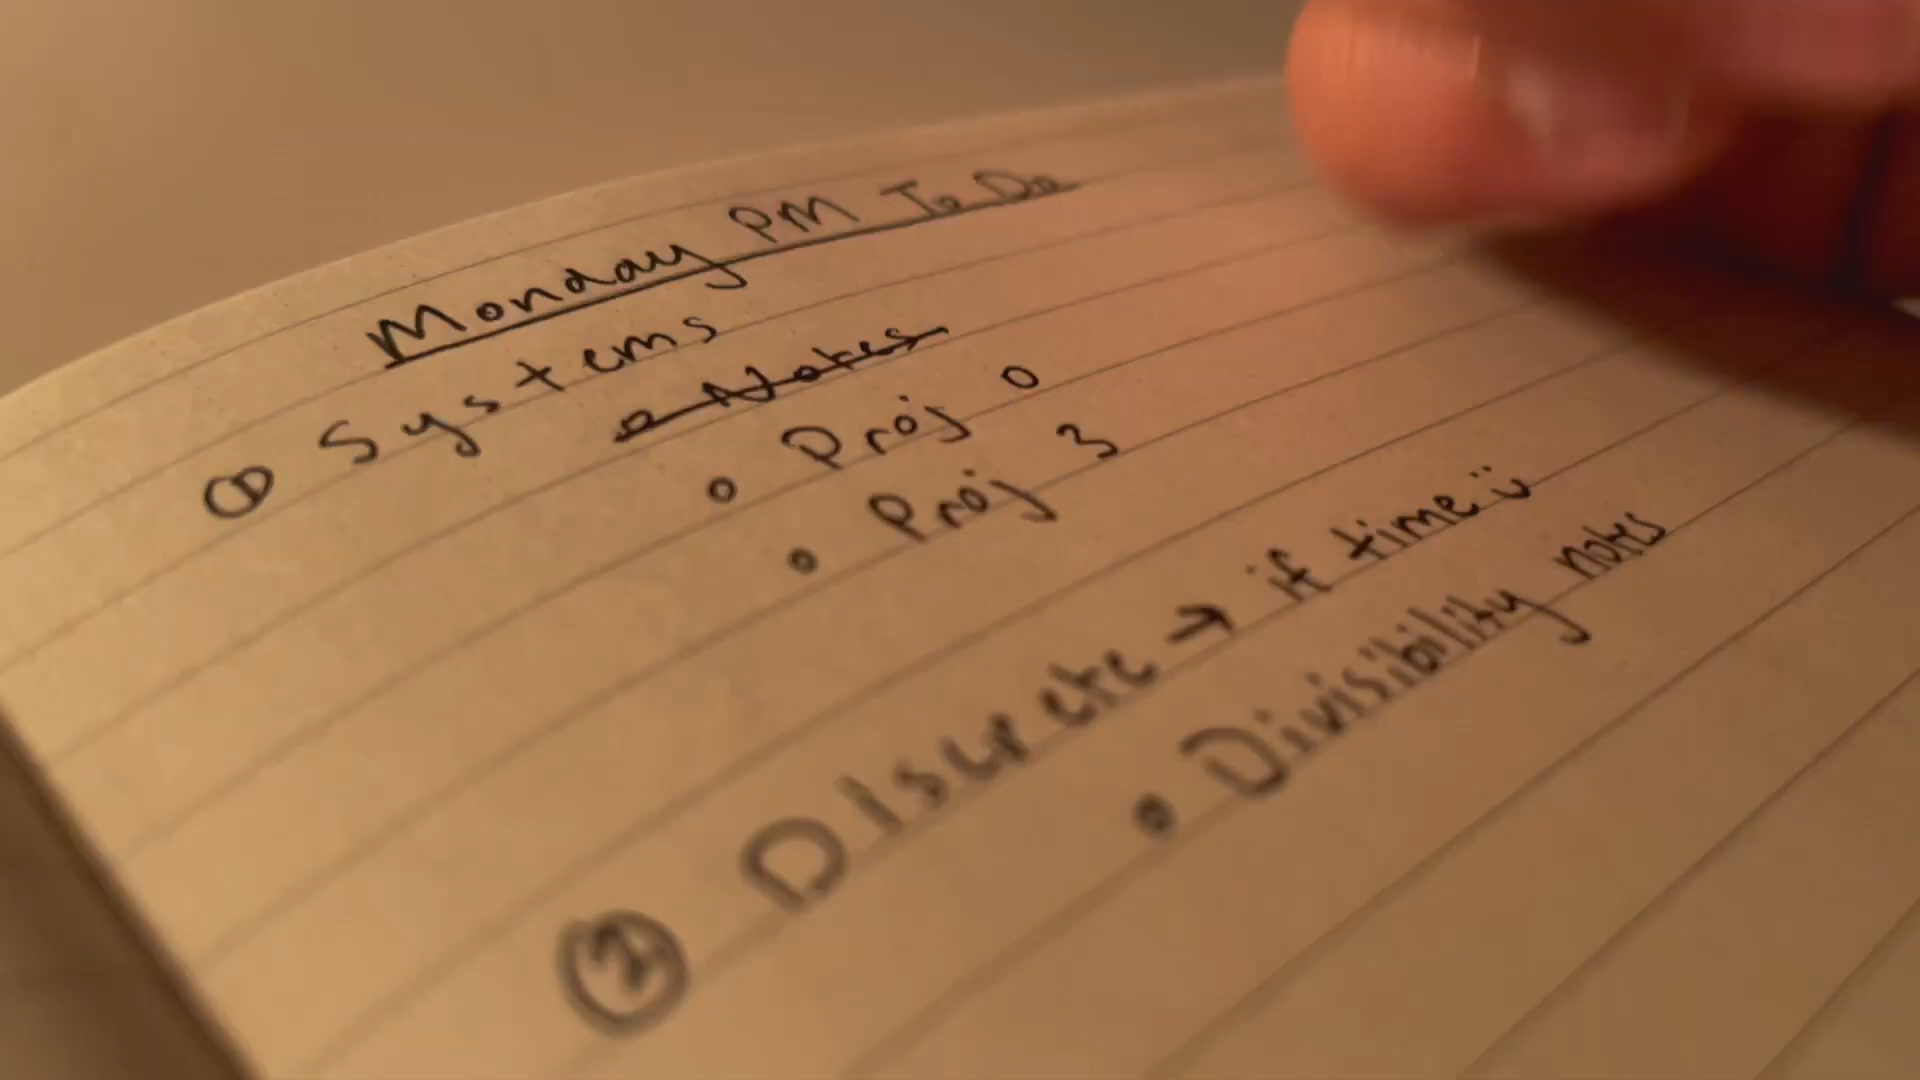 Monday PM To Do
① Systems
• Notes
• Proj 0
• Proj 3
② Discrete → if time ü
• Divisibility notes